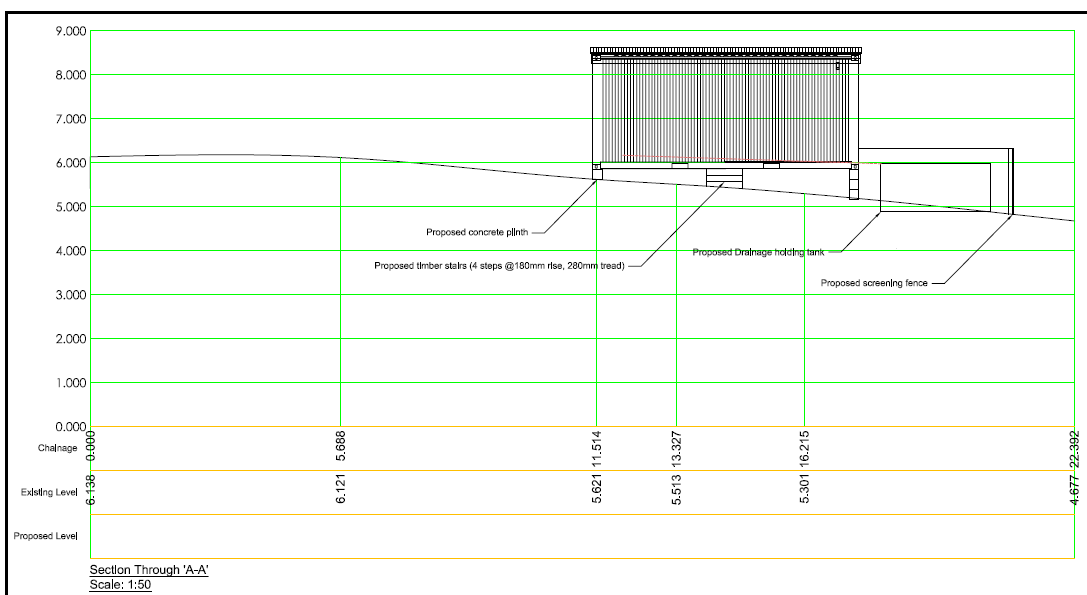 9.000
8.000
7.000
6.000
5.000
4.000
3.000
2.000
1.000
0.000
Proposed concrete plinth
Proposed timber stairs (4 steps @180mm rise, 280mm tread)
Proposed Drainage holding tank
Proposed screening fence
Chainage 0.000 5.688 11.514 13.327 16.215 22.392
Existing Level 6.138 6.121 5.621 5.513 5.301 4.677
Proposed Level
Section Through 'A-A'
Scale: 1:50